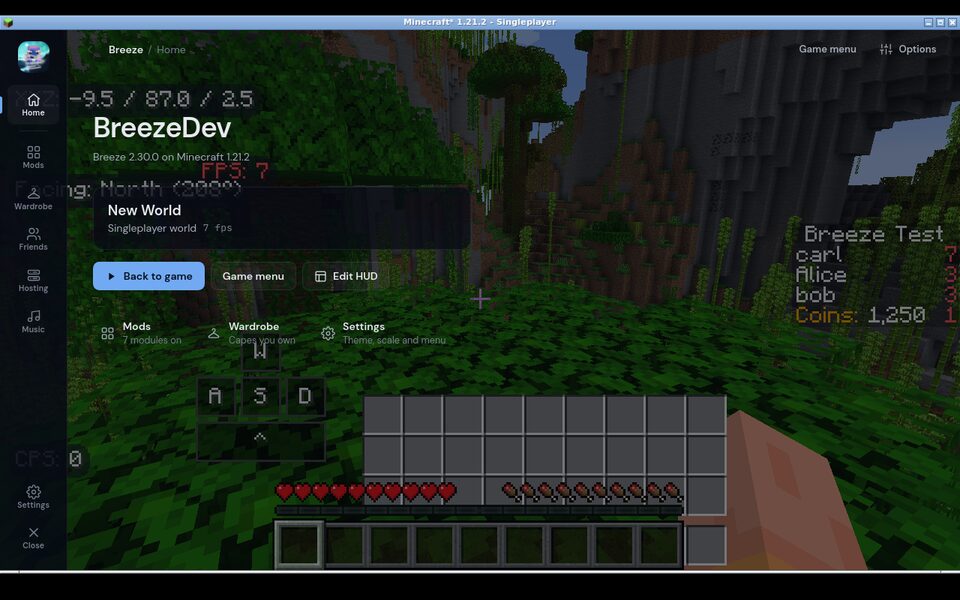 Minecraft* 1.21.2 - Singleplayer
Breeze / Home
Game menu
Options
Home
-9.5 / 87.0 / 2.5
BreezeDev
Breeze 2.30.0 on Minecraft 1.21.2
FPS: 7
Mods
Facing: North (208°)
Wardrobe
New World
Singleplayer world 7 fps
Friends
Breeze Test
carl 7
Alice 3
bob 3
Coins: 1,250 1
Hosting
Back to game
Game menu
Edit HUD
Music
Mods
7 modules on
Wardrobe
Capes you own
Settings
Theme, scale and menu
W
A S D
^
CPS: 0
Settings
Close